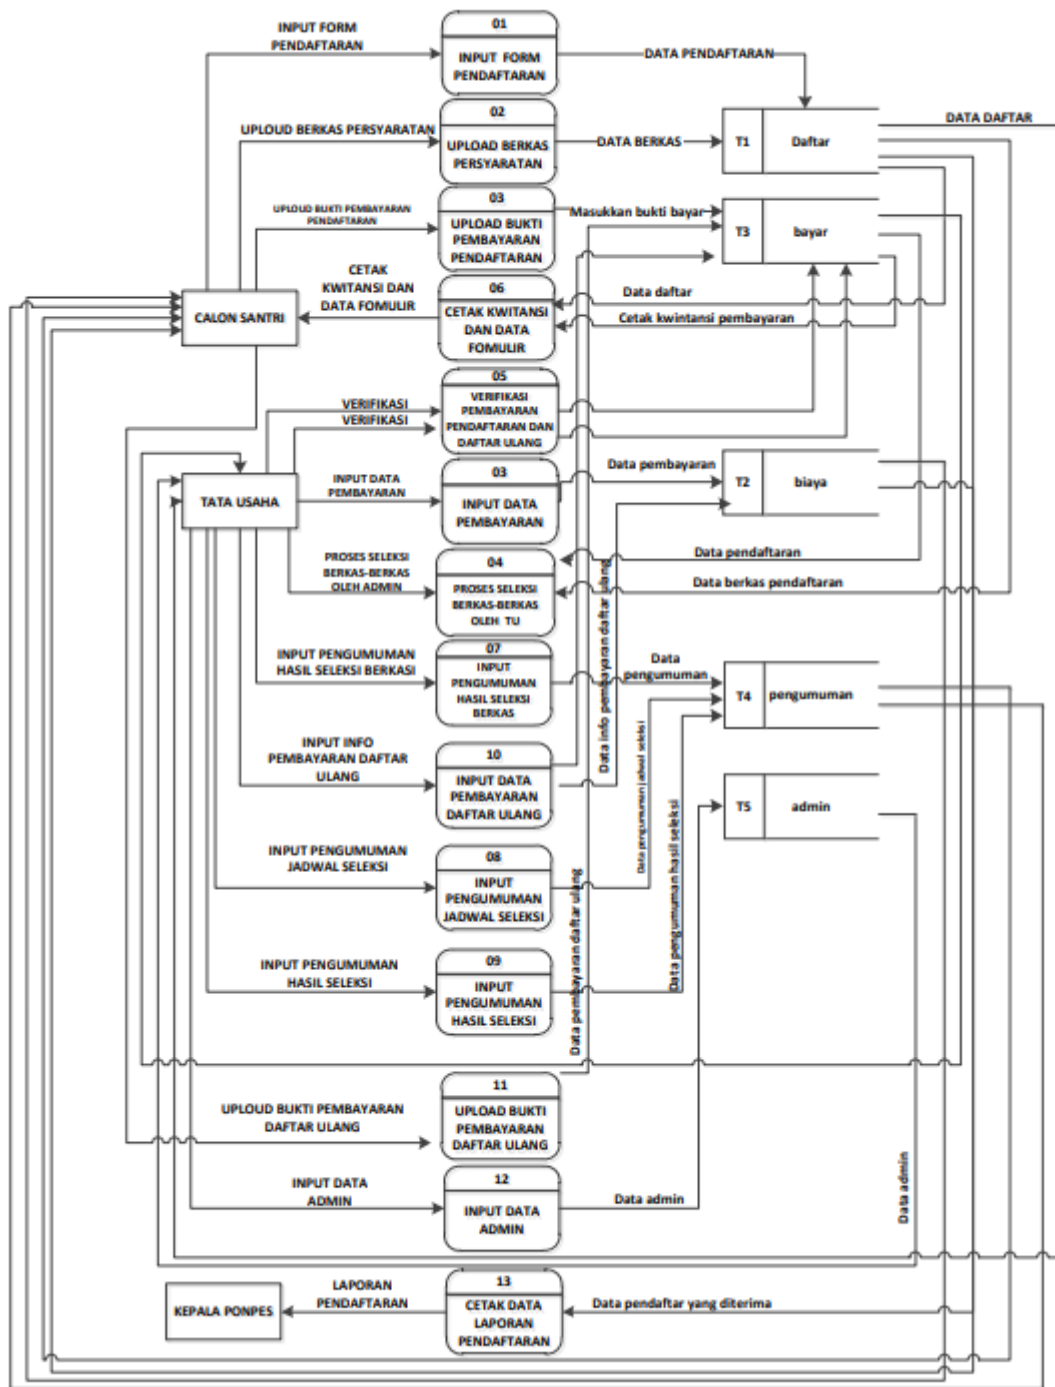 INPUT FORM
PENDAFTARAN
01
INPUT FORM
PENDAFTARAN
DATA PENDAFTARAN
UPLOUD BERKAS PERSYARATAN
02
UPLOAD BERKAS
PERSYARATAN
DATA BERKAS
T1
Daftar
DATA DAFTAR
UPLOUD BUKTI PEMBAYARAN
PENDAFTARAN
03
UPLOAD BUKTI
PEMBAYARAN
PENDAFTARAN
Masukkan bukti bayar
T3
bayar
CETAK
KWITANSI DAN
DATA FOMULIR
CALON SANTRI
06
CETAK KWITANSI
DAN DATA
FOMULIR
Data daftar
Cetak kwintansi pembayaran
VERIFIKASI
VERIFIKASI
05
VERIFIKASI
PEMBAYARAN
PENDAFTARAN DAN
DAFTAR ULANG
TATA USAHA
INPUT DATA
PEMBAYARAN
03
INPUT DATA
PEMBAYARAN
Data pembayaran
T2
biaya
PROSES SELEKSI
BERKAS-BERKAS
OLEH ADMIN
04
PROSES SELEKSI
BERKAS-BERKAS
OLEH TU
Data pendaftaran
Data berkas pendaftaran
Data info pembayaran daftar ulang
INPUT PENGUMUMAN
HASIL SELEKSI BERKASI
07
INPUT
PENGUMUMAN
HASIL SELEKSI
BERKAS
Data
pengumuman
T4
pengumuman
INPUT INFO
PEMBAYARAN DAFTAR
ULANG
10
INPUT DATA
PEMBAYARAN
DAFTAR ULANG
Data pengumuman jadwal seleksi
T5
admin
INPUT PENGUMUMAN
JADWAL SELEKSI
08
INPUT
PENGUMUMAN
JADWAL SELEKSI
Data pembayaran daftar ulang
Data pengumuman hasil seleksi
INPUT PENGUMUMAN
HASIL SELEKSI
09
INPUT
PENGUMUMAN
HASIL SELEKSI
UPLOUD BUKTI PEMBAYARAN
DAFTAR ULANG
11
UPLOAD BUKTI
PEMBAYARAN
DAFTAR ULANG
INPUT DATA
ADMIN
12
INPUT DATA
ADMIN
Data admin
Data admin
KEPALA PONPES
LAPORAN
PENDAFTARAN
13
CETAK DATA
LAPORAN
PENDAFTARAN
Data pendaftar yang diterima